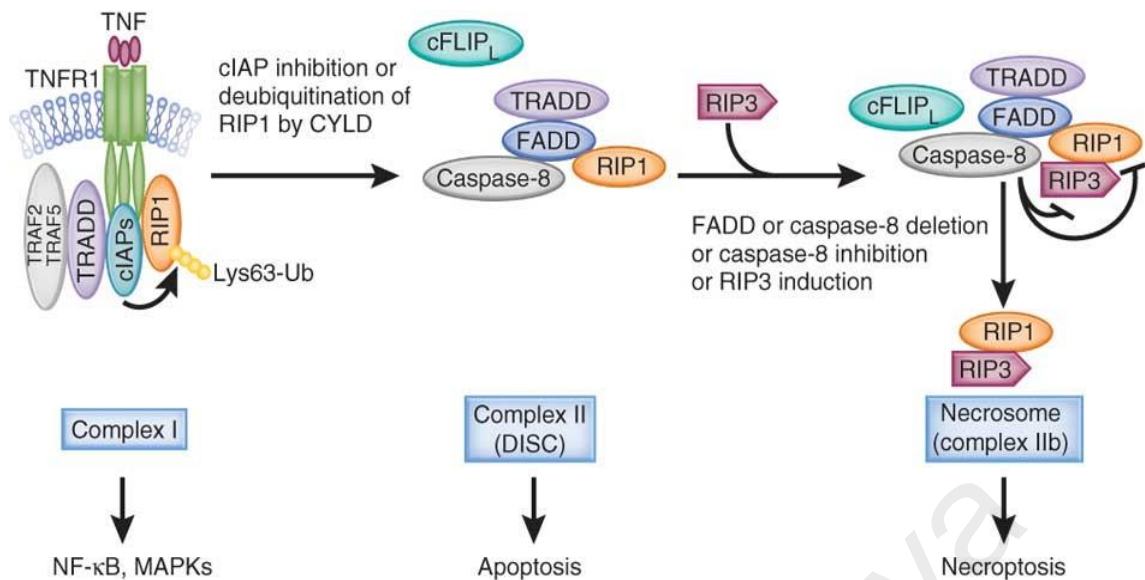 TNF
TNFR1
TRAF2
TRAF5
TRADD
cIAPs
RIP1
Lys63-Ub
cIAP inhibition or
deubiquitination of
RIP1 by CYLD
cFLIPL
TRADD
FADD
RIP1
Caspase-8
RIP3
FADD or caspase-8 deletion
or caspase-8 inhibition
or RIP3 induction
TRADD
cFLIPL
FADD
RIP1
Caspase-8
RIP3
RIP1
RIP3
Complex I
Complex II
(DISC)
Necrosome
(complex IIb)
NF-κB, MAPKs
Apoptosis
Necroptosis